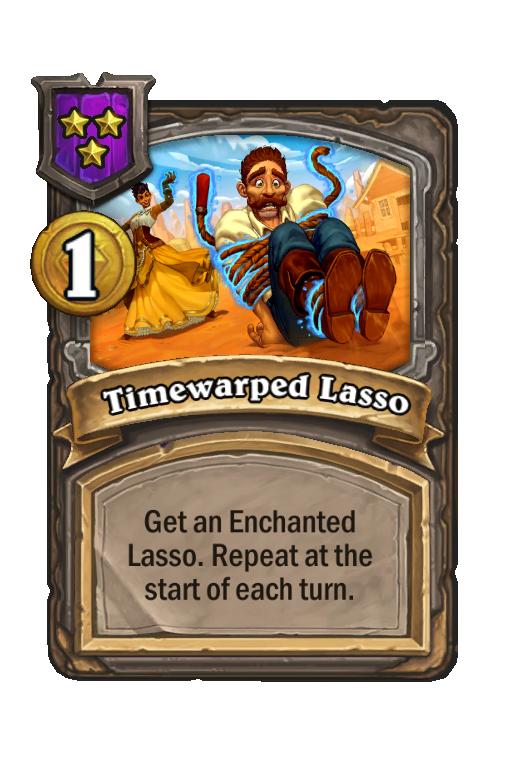 1
Timewarped Lasso
Get an Enchanted
Lasso. Repeat at the
start of each turn.